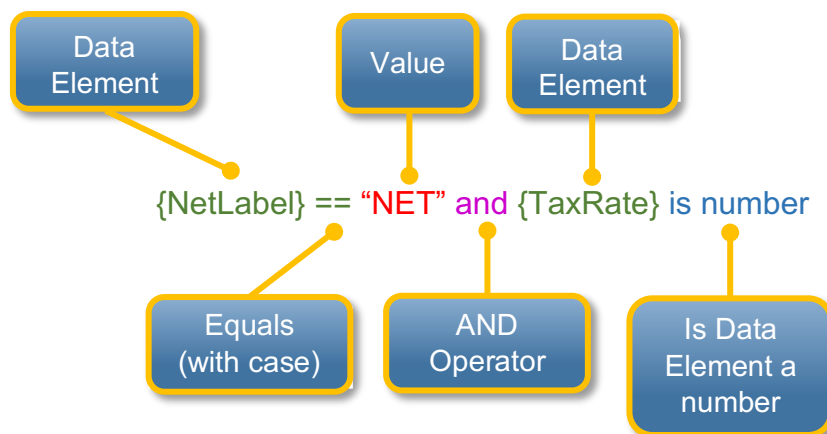 Data
Element
Value
Data
Element
{NetLabel} == “NET” and {TaxRate} is number
Equals
(with case)
AND
Operator
Is Data
Element a
number